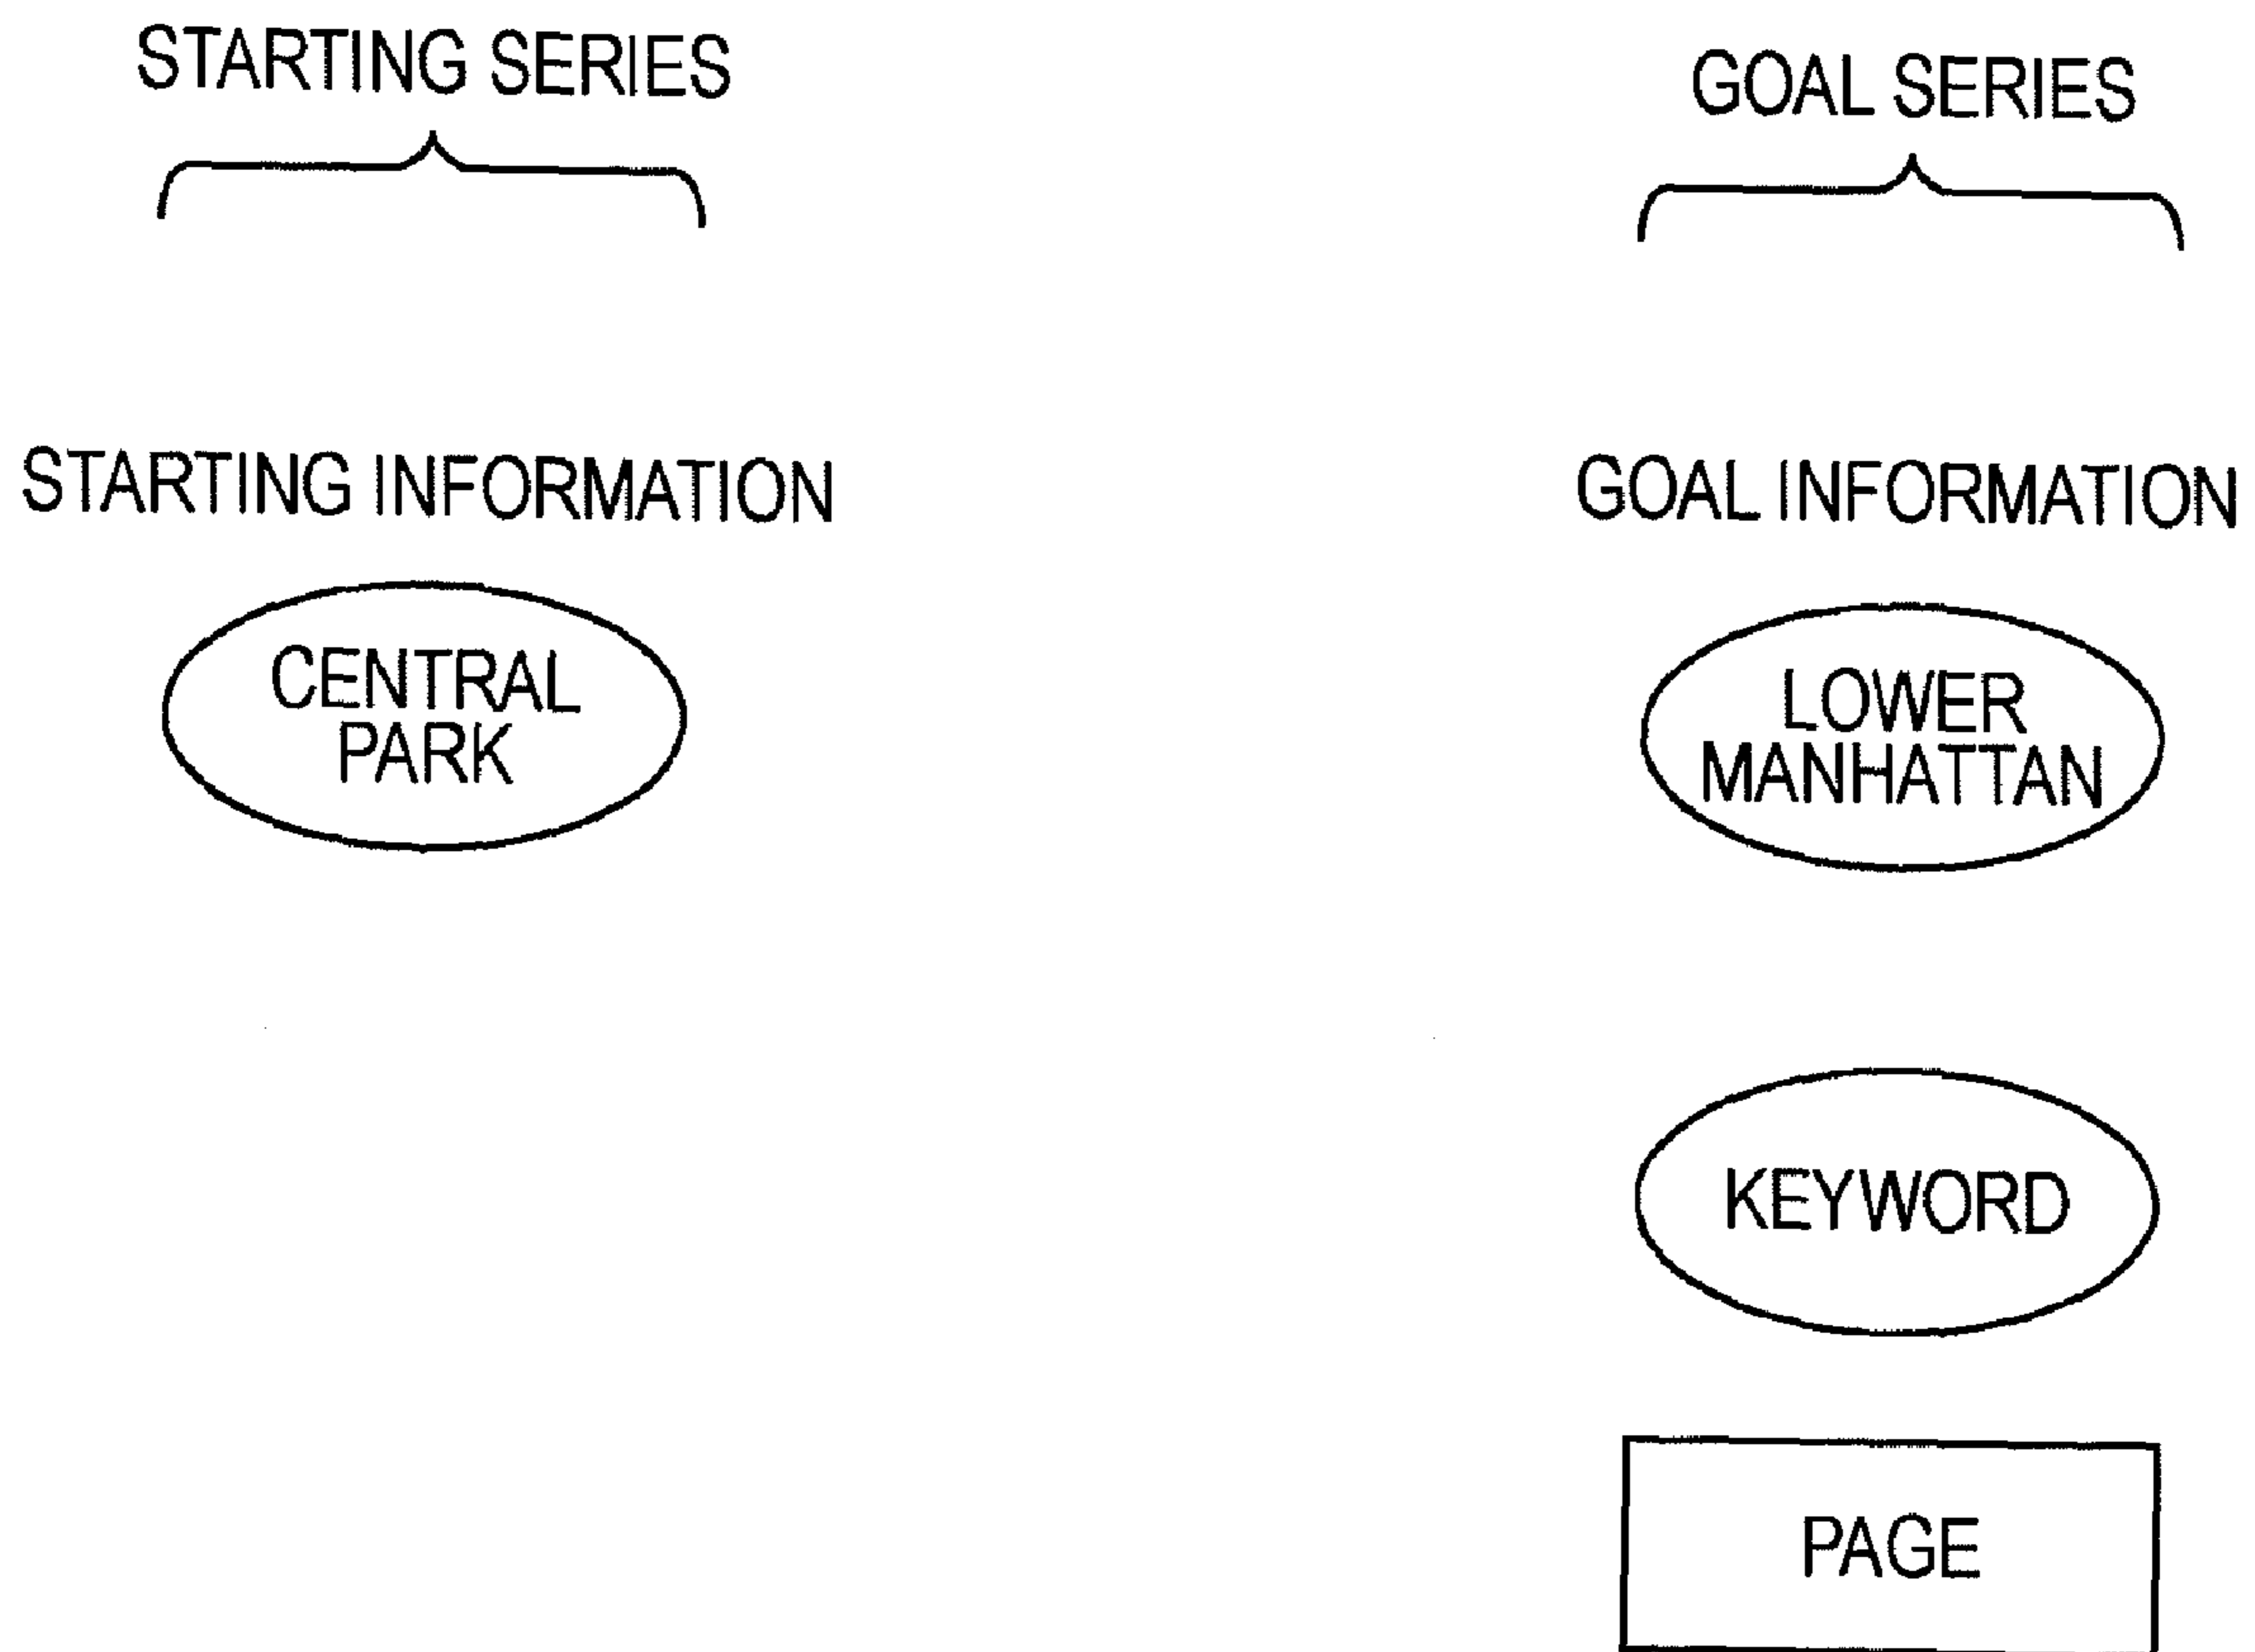 STARTING SERIES
GOAL SERIES
STARTING INFORMATION
GOAL INFORMATION
CENTRAL
PARK
LOWER
MANHATTAN
KEYWORD
PAGE